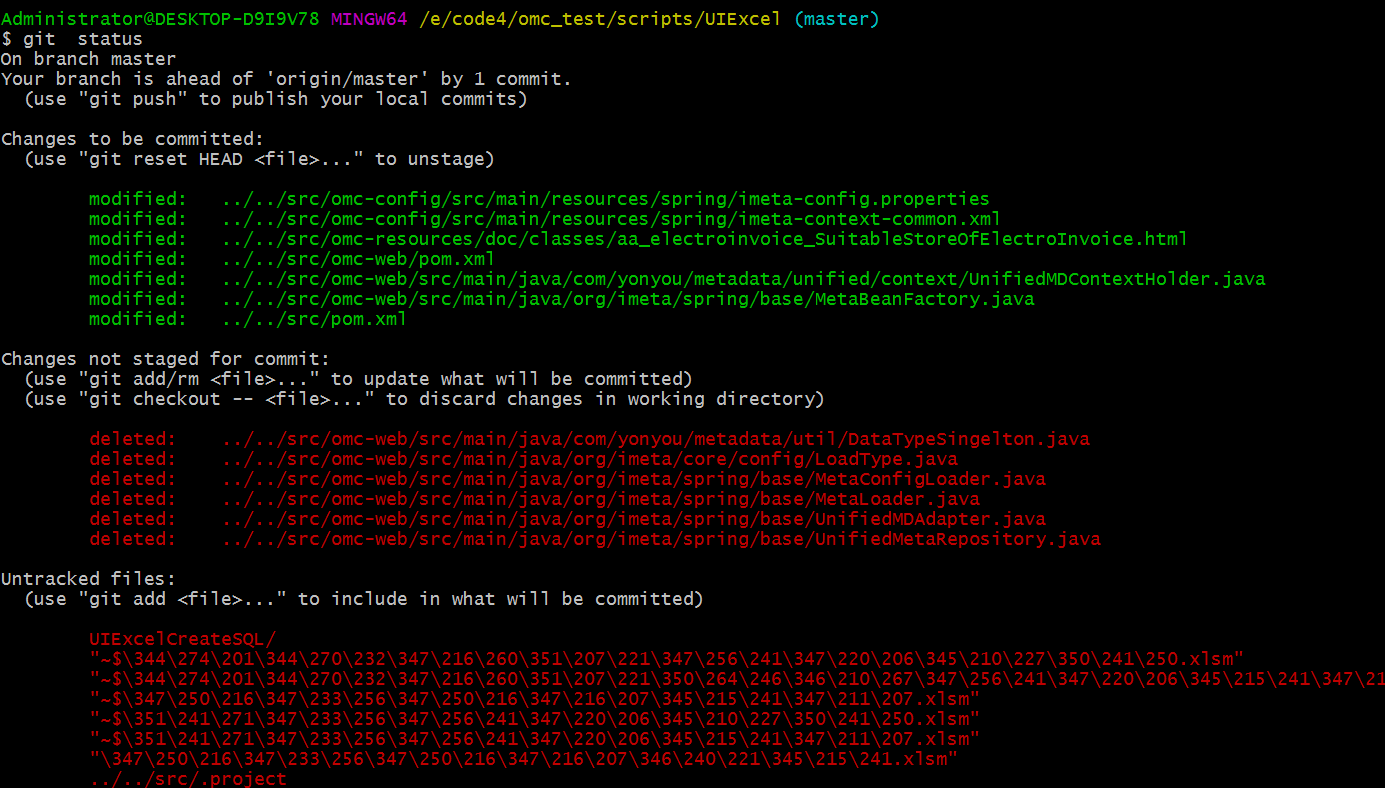 Administrator@DESKTOP-D9I9V78 MINGW64 /e/code4/omc_test/scripts/UIExcel (master)
$ git  status
On branch master
Your branch is ahead of 'origin/master' by 1 commit.
  (use "git push" to publish your local commits)

Changes to be committed:
  (use "git reset HEAD <file>..." to unstage)

        modified:   ../../src/omc-config/src/main/resources/spring/imeta-config.properties
        modified:   ../../src/omc-config/src/main/resources/spring/imeta-context-common.xml
        modified:   ../../src/omc-resources/doc/classes/aa_electroinvoice_SuitableStoreOfElectroInvoice.html
        modified:   ../../src/omc-web/pom.xml
        modified:   ../../src/omc-web/src/main/java/com/yonyou/metadata/unified/context/UnifiedMDContextHolder.java
        modified:   ../../src/omc-web/src/main/java/org/imeta/spring/base/MetaBeanFactory.java
        modified:   ../../src/pom.xml

Changes not staged for commit:
  (use "git add/rm <file>..." to update what will be committed)
  (use "git checkout -- <file>..." to discard changes in working directory)

        deleted:    ../../src/omc-web/src/main/java/com/yonyou/metadata/util/DataTypeSingelton.java
        deleted:    ../../src/omc-web/src/main/java/org/imeta/core/config/LoadType.java
        deleted:    ../../src/omc-web/src/main/java/org/imeta/spring/base/MetaConfigLoader.java
        deleted:    ../../src/omc-web/src/main/java/org/imeta/spring/base/MetaLoader.java
        deleted:    ../../src/omc-web/src/main/java/org/imeta/spring/base/UnifiedMDAdapter.java
        deleted:    ../../src/omc-web/src/main/java/org/imeta/spring/base/UnifiedMetaRepository.java

Untracked files:
  (use "git add <file>..." to include in what will be committed)

        UIExcelCreateSQL/
        "~$\344\274\201\344\270\232\347\216\260\351\207\221\347\256\241\347\220\206\345\210\227\350\241\250.xlsm"
        "~$\344\274\201\344\270\232\347\216\260\351\207\221\350\264\246\346\210\267\347\256\241\347\220\206\345\215\241\347\21
        "~$\347\250\216\347\233\256\347\250\216\347\216\207\345\215\241\347\211\207.xlsm"
        "~$\351\241\271\347\233\256\347\256\241\347\220\206\345\210\227\350\241\250.xlsm"
        "~$\351\241\271\347\233\256\347\256\241\347\220\206\345\215\241\347\211\207.xlsm"
        "\347\250\216\347\233\256\347\250\216\347\216\207\346\240\221\345\215\241.xlsm"
        ../../src/.project